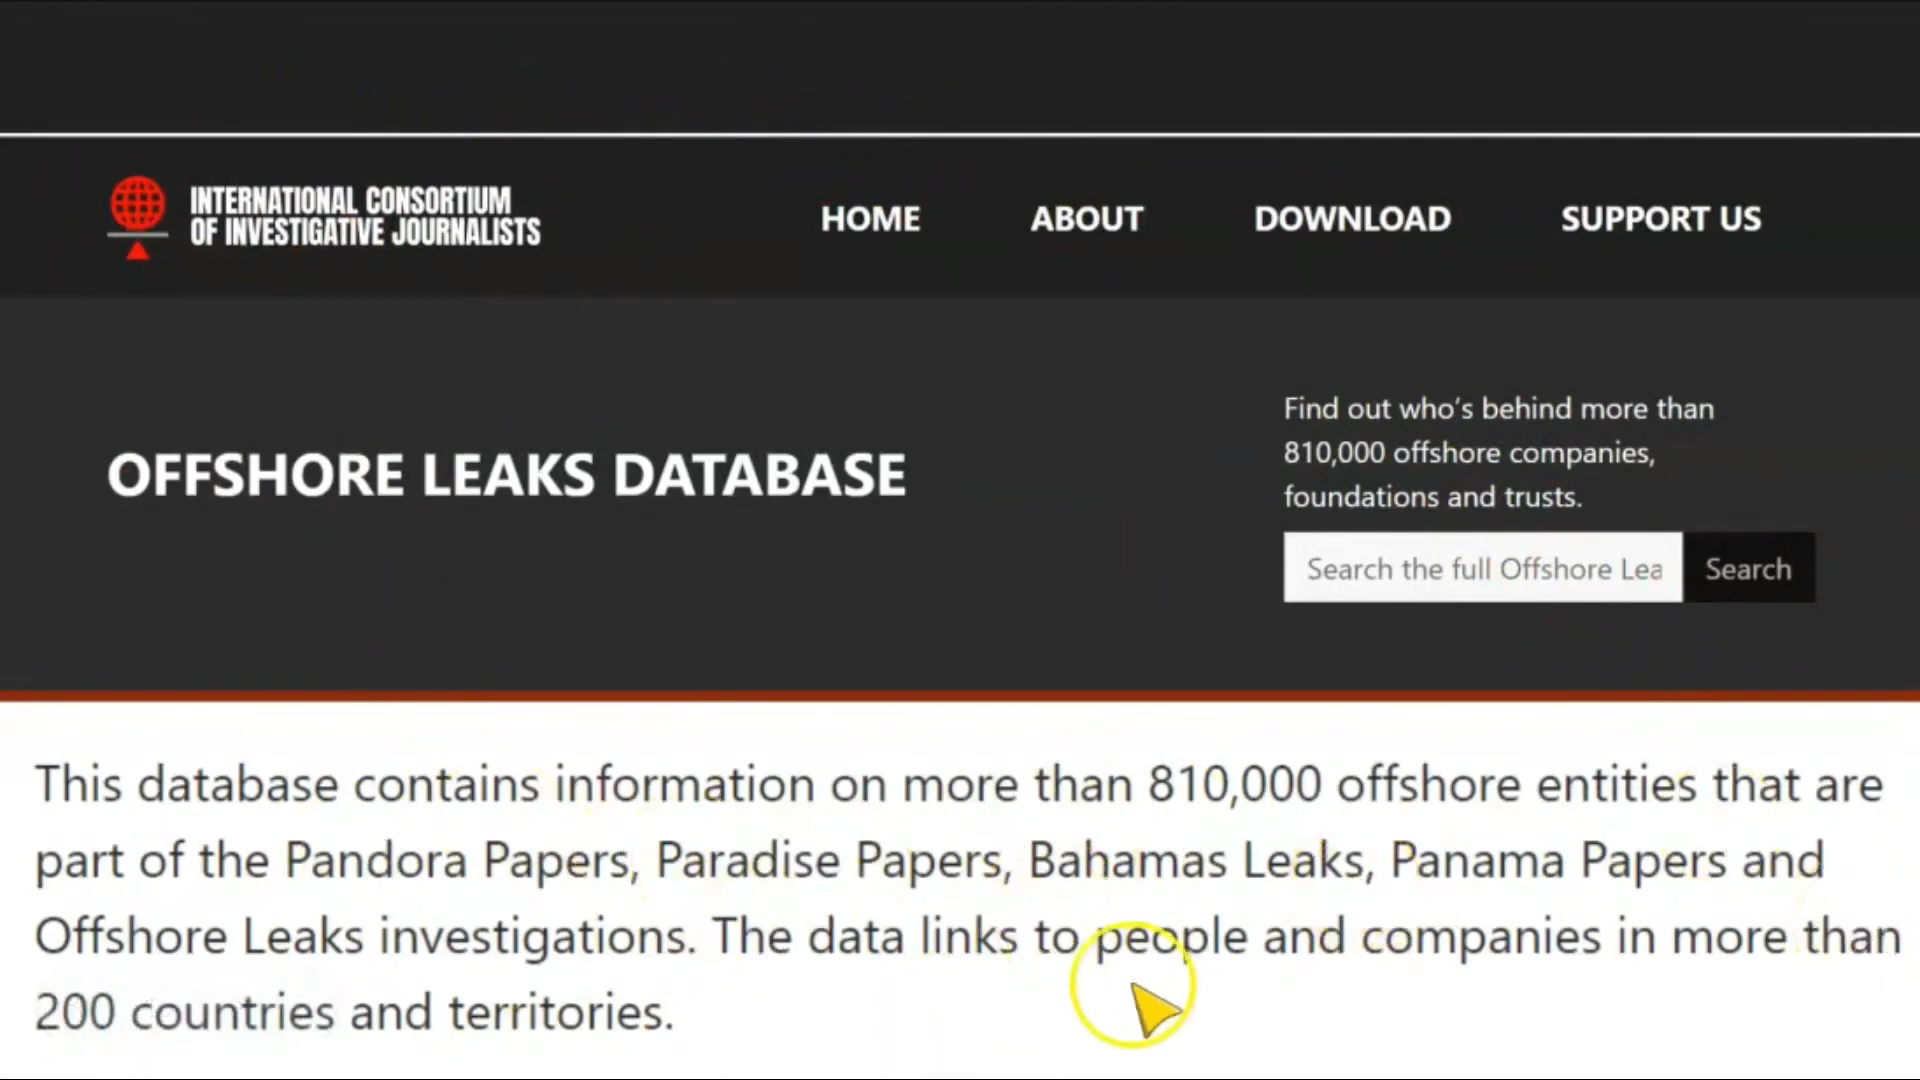 INTERNATIONAL CONSORTIUM
OF INVESTIGATIVE JOURNALISTS
HOME
ABOUT
DOWNLOAD
SUPPORT US
OFFSHORE LEAKS DATABASE
Find out who's behind more than
810,000 offshore companies,
foundations and trusts.
Search the full Offshore Lea
Search
This database contains information on more than 810,000 offshore entities that are
part of the Pandora Papers, Paradise Papers, Bahamas Leaks, Panama Papers and
Offshore Leaks investigations. The data links to people and companies in more than
200 countries and territories.